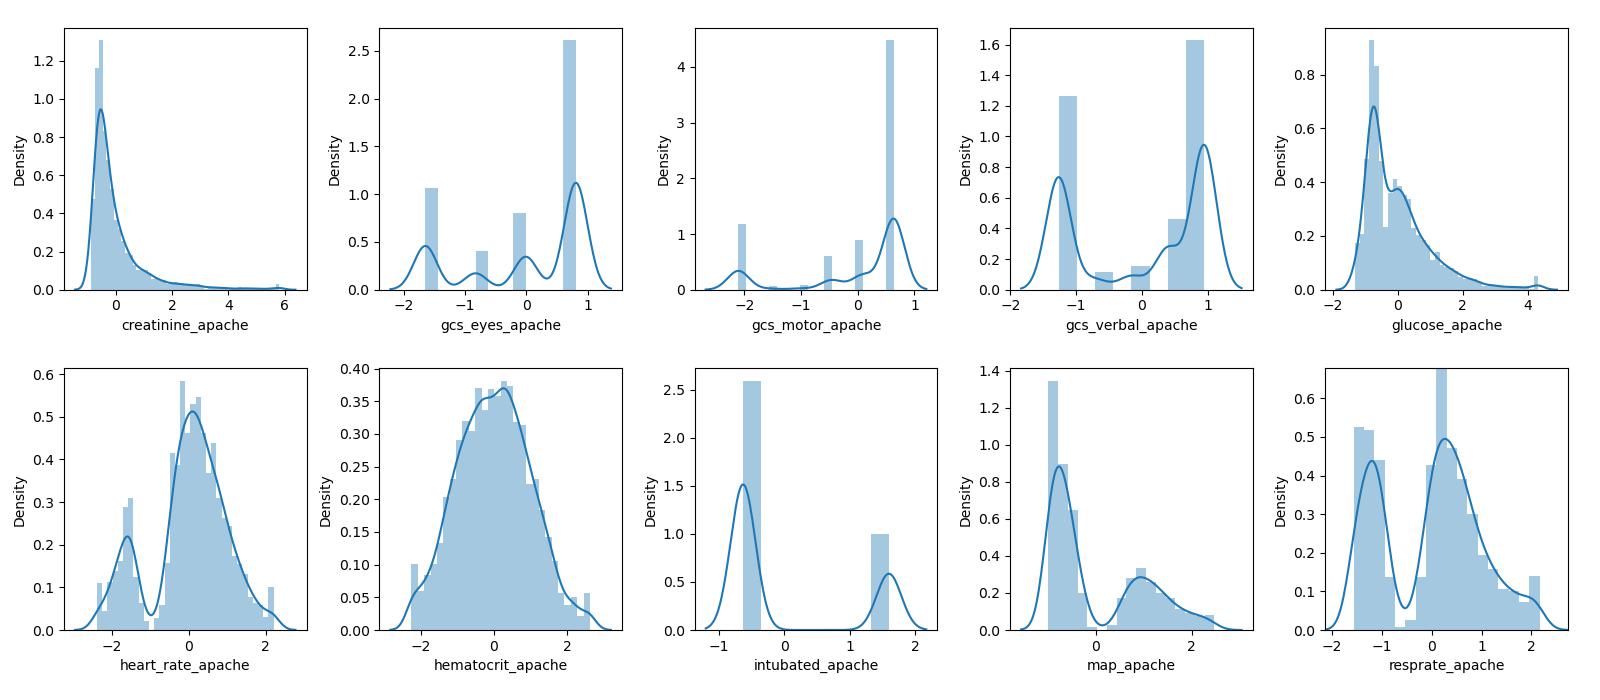 Density
1.2
1.0
0.8
0.6
0.4
0.2
0.0
0 2 4 6
creatinine_apache
Density
2.5
2.0
1.5
1.0
0.5
0.0
−2 −1 0 1
gcs_eyes_apache
Density
4
3
2
1
0
−2 −1 0 1
gcs_motor_apache
Density
1.6
1.4
1.2
1.0
0.8
0.6
0.4
0.2
0.0
−2 −1 0 1
gcs_verbal_apache
Density
0.8
0.6
0.4
0.2
0.0
−2 0 2 4
glucose_apache
Density
0.6
0.5
0.4
0.3
0.2
0.1
0.0
−2 0 2
heart_rate_apache
Density
0.40
0.35
0.30
0.25
0.20
0.15
0.10
0.05
0.00
−2 0 2
hematocrit_apache
Density
2.5
2.0
1.5
1.0
0.5
0.0
−1 0 1 2
intubated_apache
Density
1.4
1.2
1.0
0.8
0.6
0.4
0.2
0.0
0 2
map_apache
Density
0.6
0.5
0.4
0.3
0.2
0.1
0.0
−2 −1 0 1 2
resprate_apache